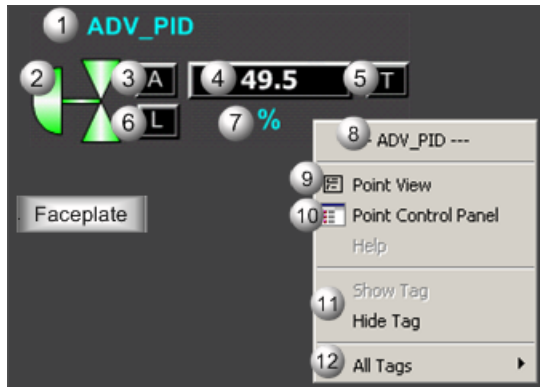 1 ADV_PID
2 3 A 4 49.5 5 T
6 L 7 %
8 - ADV_PID ---
9 Point View
Faceplate
10 Point Control Panel
Help
Show Tag
11
Hide Tag
12 All Tags